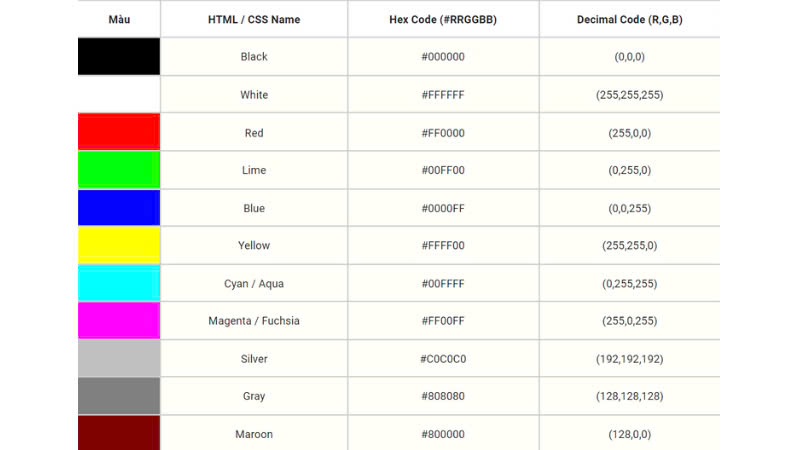 Màu HTML / CSS Name Hex Code (#RRGGBB) Decimal Code (R,G,B)
Black #000000 (0,0,0)
White #FFFFFF (255,255,255)
Red #FF0000 (255,0,0)
Lime #00FF00 (0,255,0)
Blue #0000FF (0,0,255)
Yellow #FFFF00 (255,255,0)
Cyan / Aqua #00FFFF (0,255,255)
Magenta / Fuchsia #FF00FF (255,0,255)
Silver #C0C0C0 (192,192,192)
Gray #808080 (128,128,128)
Maroon #800000 (128,0,0)